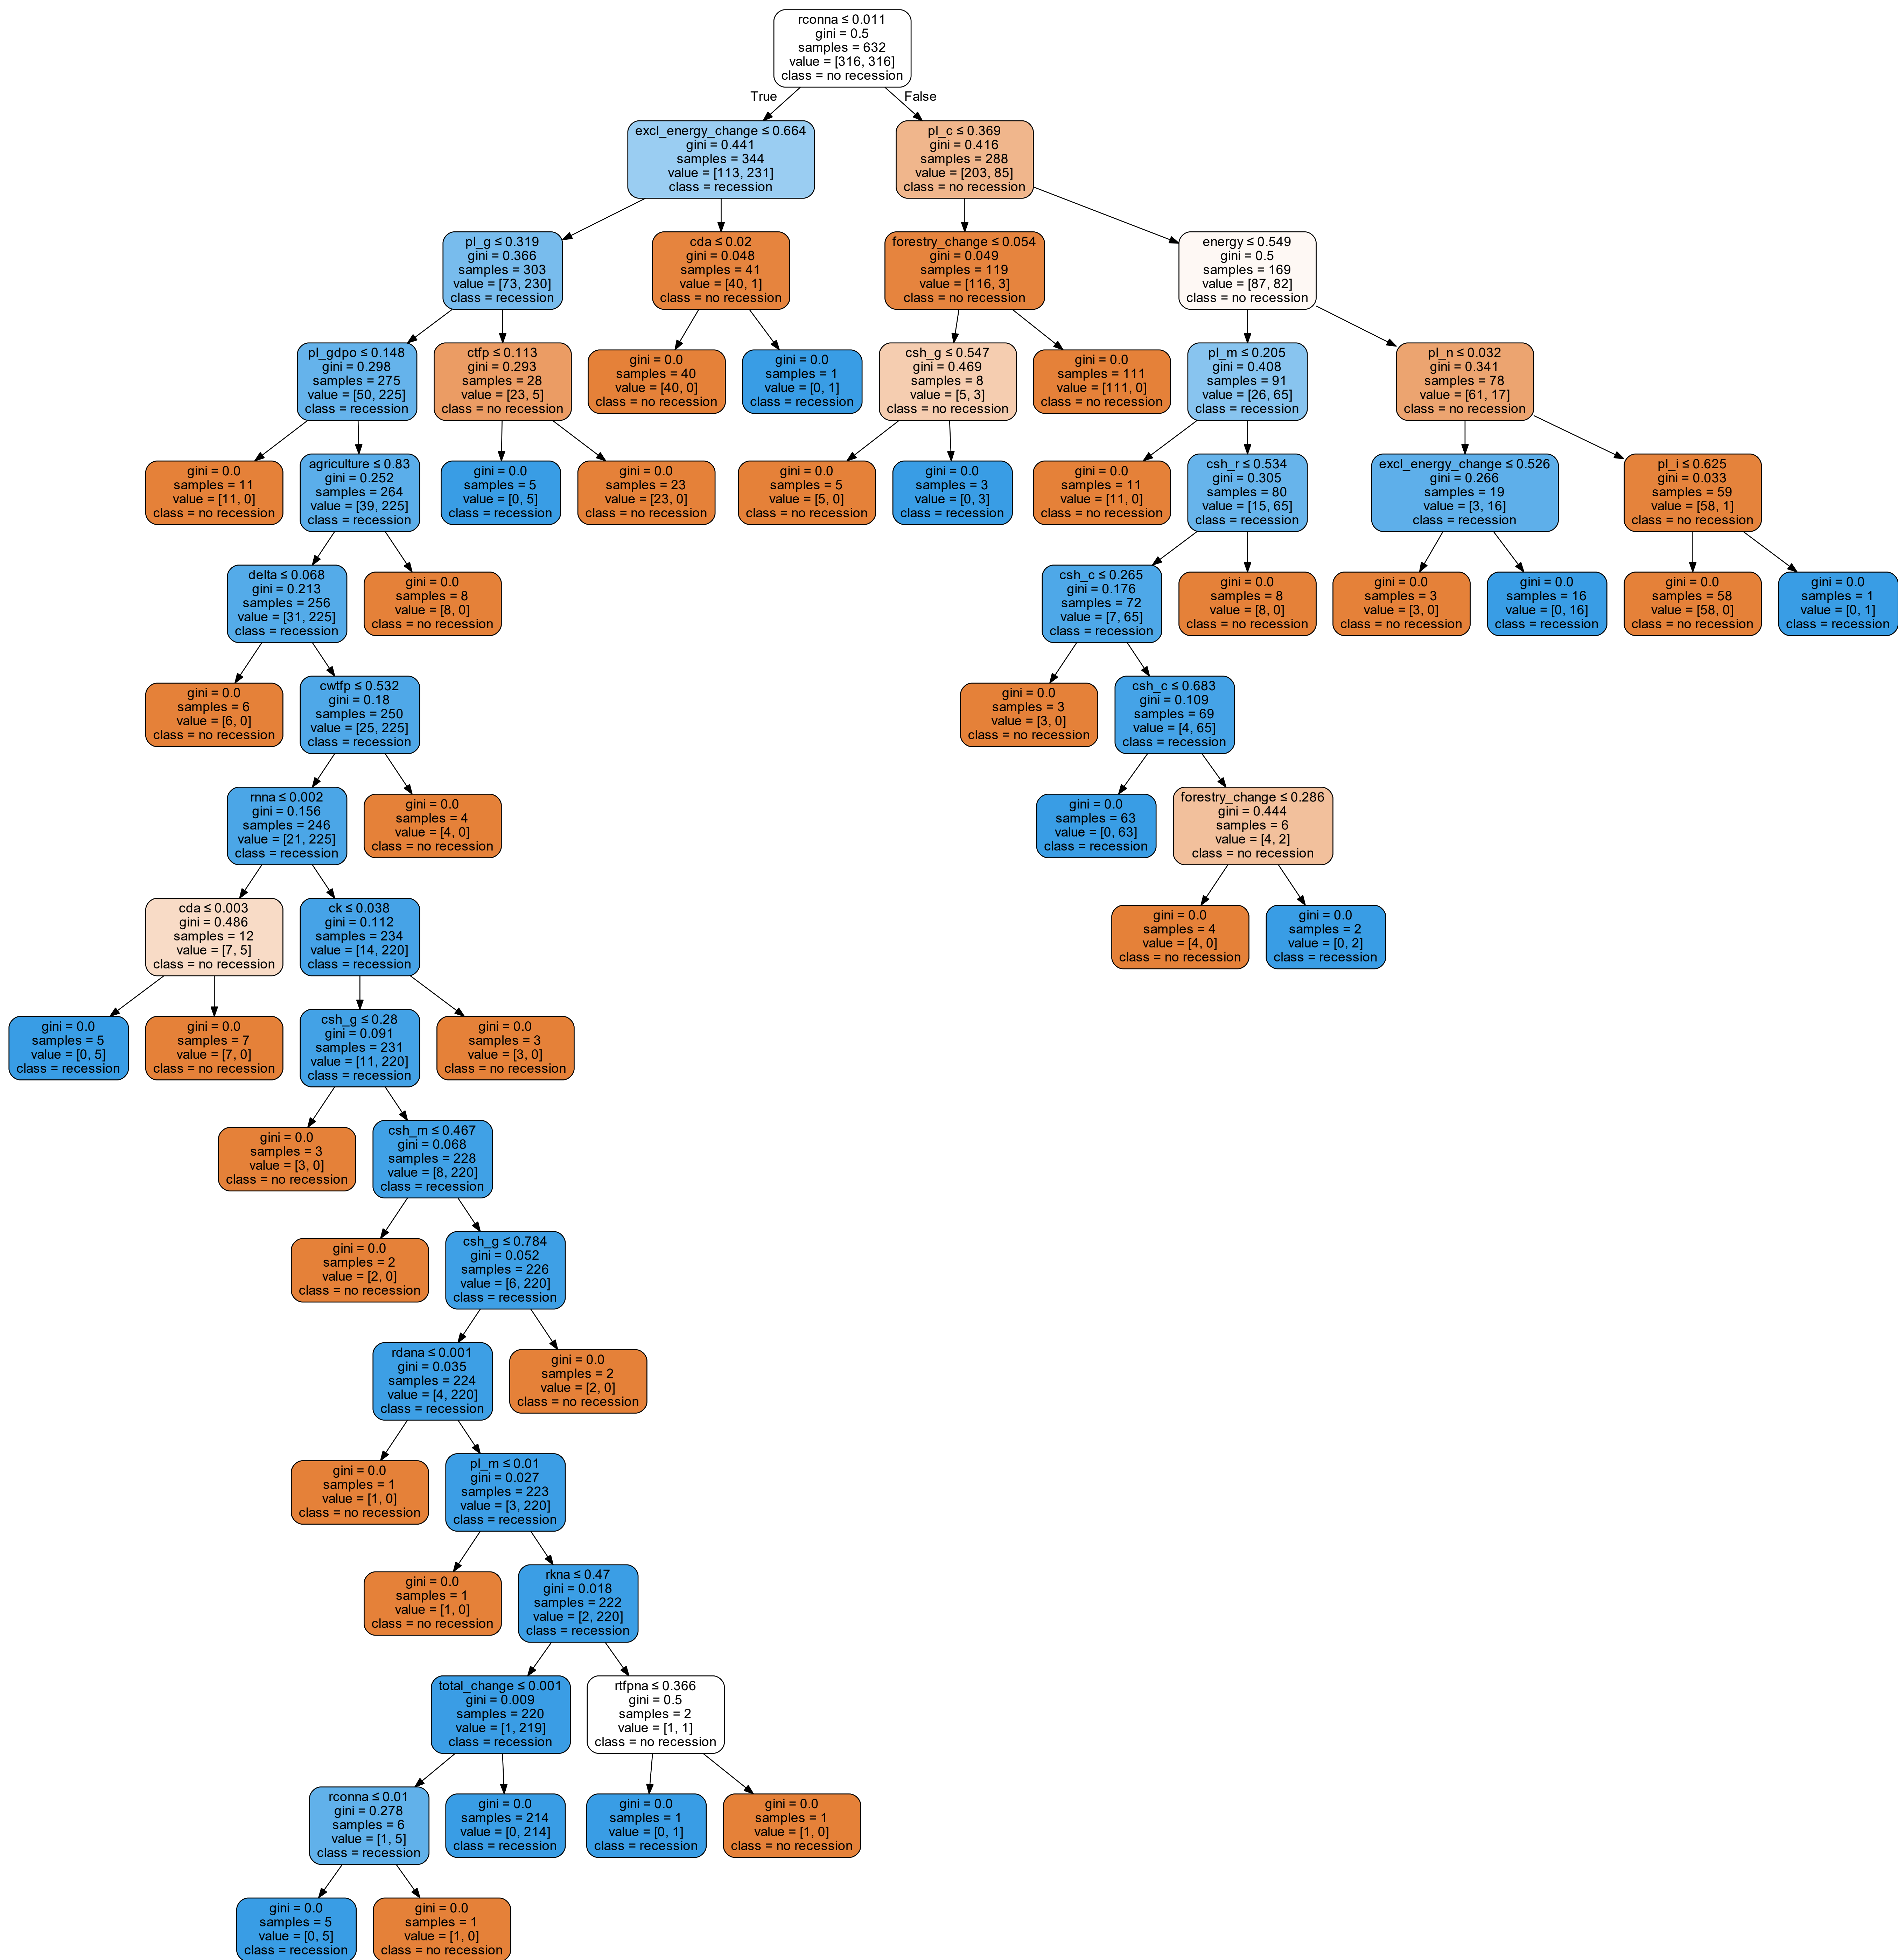 rconna ≤ 0.011
gini = 0.5
samples = 632
value = [316, 316]
class = no recession
True
False
excl_energy_change ≤ 0.664
gini = 0.441
samples = 344
value = [113, 231]
class = recession
pl_c ≤ 0.369
gini = 0.416
samples = 288
value = [203, 85]
class = no recession
pl_g ≤ 0.319
gini = 0.366
samples = 303
value = [73, 230]
class = recession
cda ≤ 0.02
gini = 0.048
samples = 41
value = [40, 1]
class = no recession
forestry_change ≤ 0.054
gini = 0.049
samples = 119
value = [116, 3]
class = no recession
energy ≤ 0.549
gini = 0.5
samples = 169
value = [87, 82]
class = no recession
pl_gdpo ≤ 0.148
gini = 0.298
samples = 275
value = [50, 225]
class = recession
ctfp ≤ 0.113
gini = 0.293
samples = 28
value = [23, 5]
class = no recession
gini = 0.0
samples = 40
value = [40, 0]
class = no recession
gini = 0.0
samples = 1
value = [0, 1]
class = recession
csh_g ≤ 0.547
gini = 0.469
samples = 8
value = [5, 3]
class = no recession
gini = 0.0
samples = 111
value = [111, 0]
class = no recession
pl_m ≤ 0.205
gini = 0.408
samples = 91
value = [26, 65]
class = recession
pl_n ≤ 0.032
gini = 0.341
samples = 78
value = [61, 17]
class = no recession
gini = 0.0
samples = 11
value = [11, 0]
class = no recession
agriculture ≤ 0.83
gini = 0.252
samples = 264
value = [39, 225]
class = recession
gini = 0.0
samples = 5
value = [0, 5]
class = recession
gini = 0.0
samples = 23
value = [23, 0]
class = no recession
gini = 0.0
samples = 5
value = [5, 0]
class = no recession
gini = 0.0
samples = 3
value = [0, 3]
class = recession
gini = 0.0
samples = 11
value = [11, 0]
class = no recession
csh_r ≤ 0.534
gini = 0.305
samples = 80
value = [15, 65]
class = recession
excl_energy_change ≤ 0.526
gini = 0.266
samples = 19
value = [3, 16]
class = recession
pl_i ≤ 0.625
gini = 0.033
samples = 59
value = [58, 1]
class = no recession
delta ≤ 0.068
gini = 0.213
samples = 256
value = [31, 225]
class = recession
gini = 0.0
samples = 8
value = [8, 0]
class = no recession
csh_c ≤ 0.265
gini = 0.176
samples = 72
value = [7, 65]
class = recession
gini = 0.0
samples = 8
value = [8, 0]
class = no recession
gini = 0.0
samples = 3
value = [3, 0]
class = no recession
gini = 0.0
samples = 16
value = [0, 16]
class = recession
gini = 0.0
samples = 58
value = [58, 0]
class = no recession
gini = 0.0
samples = 1
value = [0, 1]
class = recession
gini = 0.0
samples = 6
value = [6, 0]
class = no recession
cwtfp ≤ 0.532
gini = 0.18
samples = 250
value = [25, 225]
class = recession
gini = 0.0
samples = 3
value = [3, 0]
class = no recession
csh_c ≤ 0.683
gini = 0.109
samples = 69
value = [4, 65]
class = recession
rnna ≤ 0.002
gini = 0.156
samples = 246
value = [21, 225]
class = recession
gini = 0.0
samples = 4
value = [4, 0]
class = no recession
gini = 0.0
samples = 63
value = [0, 63]
class = recession
forestry_change ≤ 0.286
gini = 0.444
samples = 6
value = [4, 2]
class = no recession
cda ≤ 0.003
gini = 0.486
samples = 12
value = [7, 5]
class = no recession
ck ≤ 0.038
gini = 0.112
samples = 234
value = [14, 220]
class = recession
gini = 0.0
samples = 4
value = [4, 0]
class = no recession
gini = 0.0
samples = 2
value = [0, 2]
class = recession
gini = 0.0
samples = 5
value = [0, 5]
class = recession
gini = 0.0
samples = 7
value = [7, 0]
class = no recession
csh_g ≤ 0.28
gini = 0.091
samples = 231
value = [11, 220]
class = recession
gini = 0.0
samples = 3
value = [3, 0]
class = no recession
gini = 0.0
samples = 3
value = [3, 0]
class = no recession
csh_m ≤ 0.467
gini = 0.068
samples = 228
value = [8, 220]
class = recession
gini = 0.0
samples = 2
value = [2, 0]
class = no recession
csh_g ≤ 0.784
gini = 0.052
samples = 226
value = [6, 220]
class = recession
rdana ≤ 0.001
gini = 0.035
samples = 224
value = [4, 220]
class = recession
gini = 0.0
samples = 2
value = [2, 0]
class = no recession
gini = 0.0
samples = 1
value = [1, 0]
class = no recession
pl_m ≤ 0.01
gini = 0.027
samples = 223
value = [3, 220]
class = recession
gini = 0.0
samples = 1
value = [1, 0]
class = no recession
rkna ≤ 0.47
gini = 0.018
samples = 222
value = [2, 220]
class = recession
total_change ≤ 0.001
gini = 0.009
samples = 220
value = [1, 219]
class = recession
rtfpna ≤ 0.366
gini = 0.5
samples = 2
value = [1, 1]
class = no recession
rconna ≤ 0.01
gini = 0.278
samples = 6
value = [1, 5]
class = recession
gini = 0.0
samples = 214
value = [0, 214]
class = recession
gini = 0.0
samples = 1
value = [0, 1]
class = recession
gini = 0.0
samples = 1
value = [1, 0]
class = no recession
gini = 0.0
samples = 5
value = [0, 5]
class = recession
gini = 0.0
samples = 1
value = [1, 0]
class = no recession